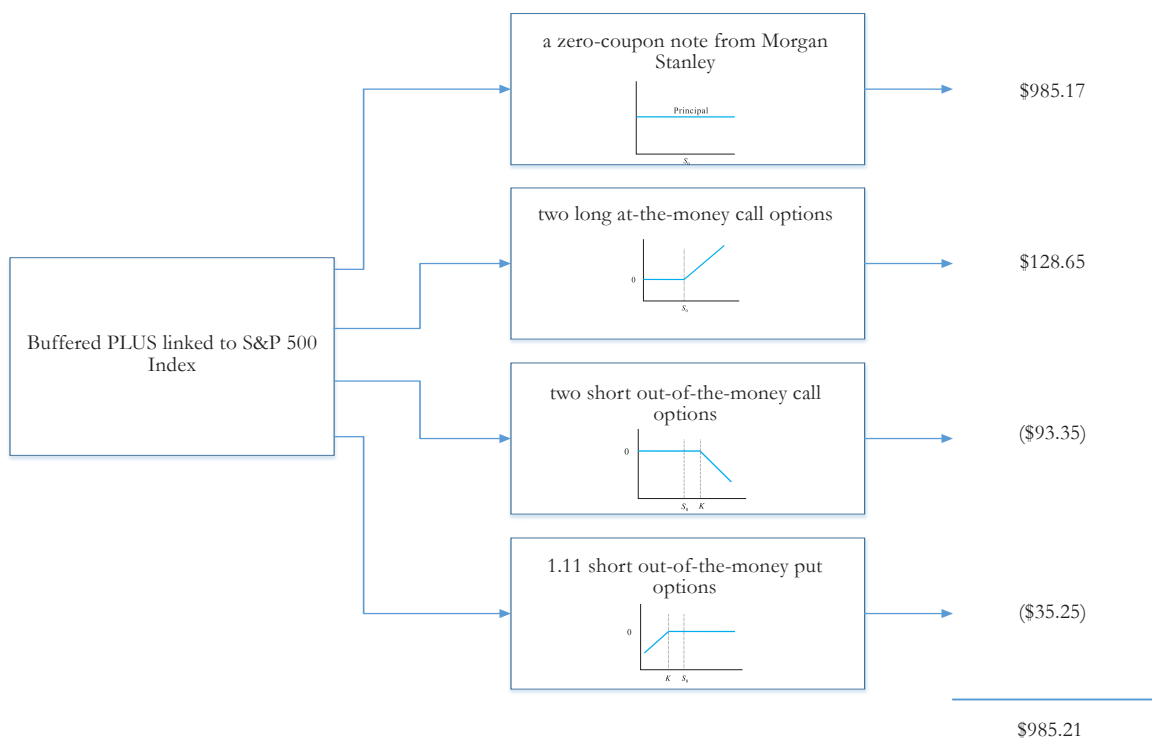 a zero-coupon note from Morgan
Stanley
Principal
S₀
$985.17
two long at-the-money call options
0
S₀
$128.65
Buffered PLUS linked to S&P 500
Index
two short out-of-the-money call
options
0
S₀ K
($93.35)
1.11 short out-of-the-money put
options
0
K S₀
($35.25)
$985.21